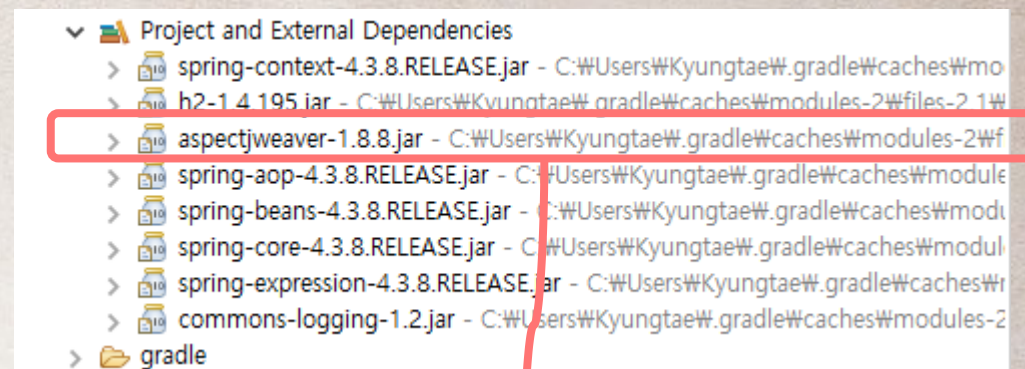 Project and External Dependencies
spring-context-4.3.8.RELEASE.jar - C:₩Users₩Kyungtae₩.gradle₩caches₩mo
h2-1.4.195.jar - C:₩Users₩Kyungtae₩.gradle₩caches₩modules-2₩files-2.1₩
aspectjweaver-1.8.8.jar - C:₩Users₩Kyungtae₩.gradle₩caches₩modules-2₩f
spring-aop-4.3.8.RELEASE.jar - C:₩Users₩Kyungtae₩.gradle₩caches₩module
spring-beans-4.3.8.RELEASE.jar - C:₩Users₩Kyungtae₩.gradle₩caches₩modu
spring-core-4.3.8.RELEASE.jar - C:₩Users₩Kyungtae₩.gradle₩caches₩modul
spring-expression-4.3.8.RELEASE.jar - C:₩Users₩Kyungtae₩.gradle₩caches₩r
commons-logging-1.2.jar - C:₩Users₩Kyungtae₩.gradle₩caches₩modules-2
gradle